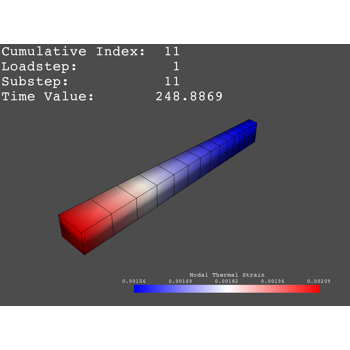 Cumulative Index: 11
Loadstep: 1
Substep: 11
Time Value: 248.8869
Nodal Thermal Strain
0.00156 0.00169 0.00182 0.00196 0.00209